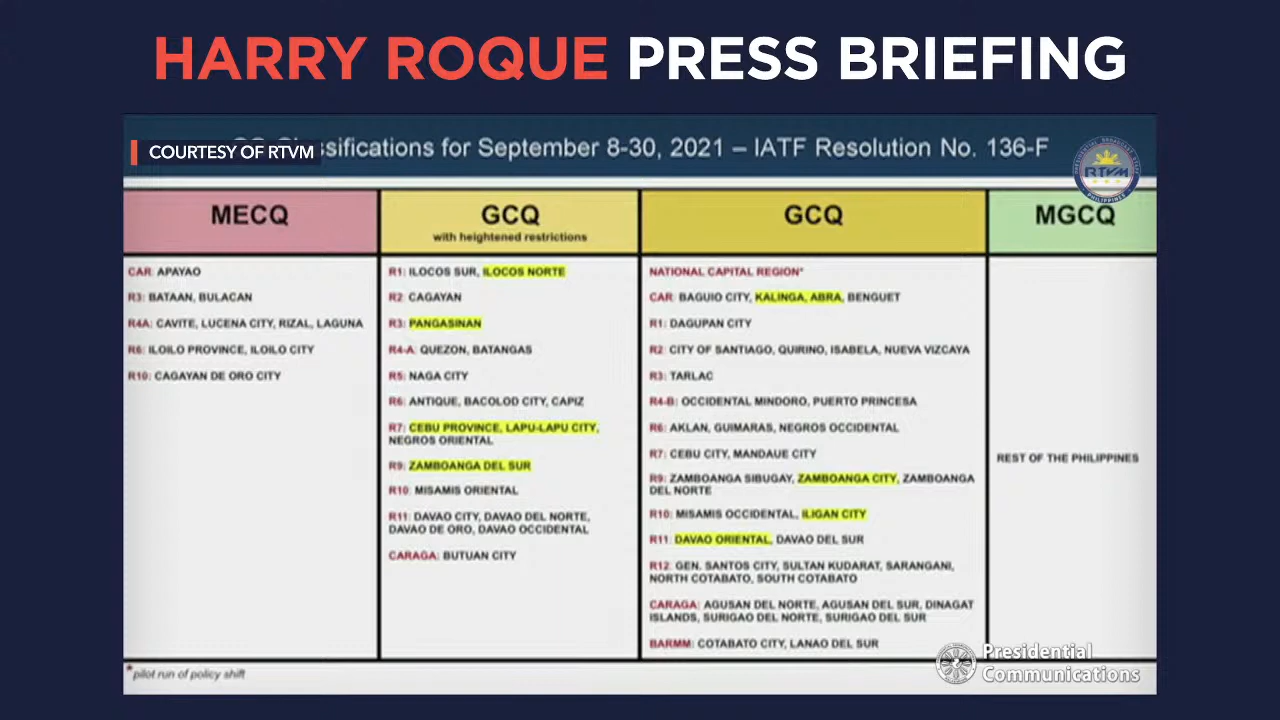 HARRY ROQUE PRESS BRIEFING
COURTESY OF RTVM
ssifications for September 8-30, 2021 – IATF Resolution No. 136-F
RTVM
PHILIPPINES
MECQ
CAR: APAYAO
R3: BATAAN, BULACAN
R4A: CAVITE, LUCENA CITY, RIZAL, LAGUNA
R6: ILOILO PROVINCE, ILOILO CITY
R10: CAGAYAN DE ORO CITY
GCQ
with heightened restrictions
R1: ILOCOS SUR, ILOCOS NORTE
R2: CAGAYAN
R3: PANGASINAN
R4-A: QUEZON, BATANGAS
R5: NAGA CITY
R6: ANTIQUE, BACOLOD CITY, CAPIZ
R7: CEBU PROVINCE, LAPU-LAPU CITY,
NEGROS ORIENTAL
R9: ZAMBOANGA DEL SUR
R10: MISAMIS ORIENTAL
R11: DAVAO CITY, DAVAO DEL NORTE,
DAVAO DE ORO, DAVAO OCCIDENTAL
CARAGA: BUTUAN CITY
GCQ
NATIONAL CAPITAL REGION*
CAR: BAGUIO CITY, KALINGA, ABRA, BENGUET
R1: DAGUPAN CITY
R2: CITY OF SANTIAGO, QUIRINO, ISABELA, NUEVA VIZCAYA
R3: TARLAC
R4-B: OCCIDENTAL MINDORO, PUERTO PRINCESA
R6: AKLAN, GUIMARAS, NEGROS OCCIDENTAL
R7: CEBU CITY, MANDAUE CITY
R9: ZAMBOANGA SIBUGAY, ZAMBOANGA CITY, ZAMBOANGA
DEL NORTE
R10: MISAMIS OCCIDENTAL, ILIGAN CITY
R11: DAVAO ORIENTAL, DAVAO DEL SUR
R12: GEN. SANTOS CITY, SULTAN KUDARAT, SARANGANI,
NORTH COTABATO, SOUTH COTABATO
CARAGA: AGUSAN DEL NORTE, AGUSAN DEL SUR, DINAGAT
ISLANDS, SURIGAO DEL NORTE, SURIGAO DEL SUR
BARMM: COTABATO CITY, LANAO DEL SUR
MGCQ
REST OF THE PHILIPPINES
*pilot run of policy shift
Presidential
Communications